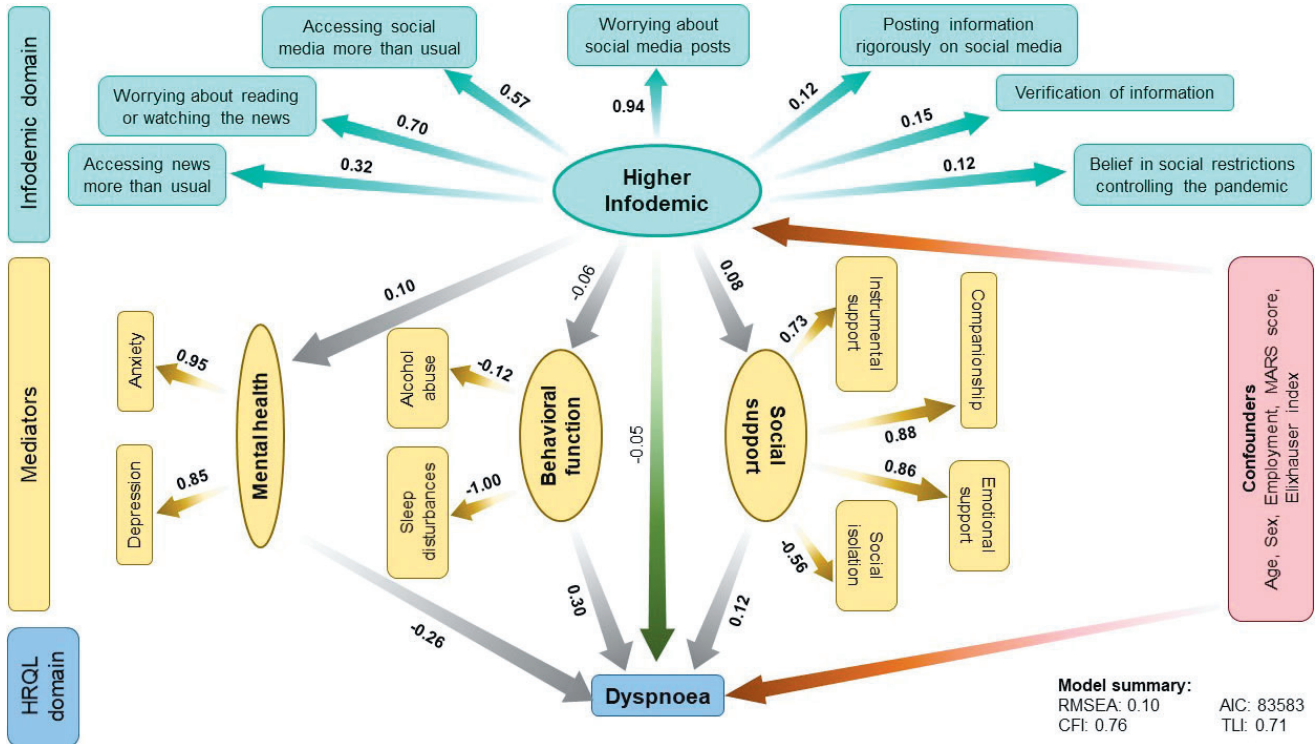 Infodemic domain
Accessing social
media more than usual
Worrying about
social media posts
Posting information
rigorously on social media
Worrying about reading
or watching the news
Verification of information
Accessing news
more than usual
Belief in social restrictions
controlling the pandemic
0.57
0.94
0.12
0.70
0.15
0.32
0.12
Higher
Infodemic
Mediators
0.10
-0.06
-0.05
0.08
Anxiety
0.95
Depression
0.85
Mental health
Alcohol
abuse
-0.12
Sleep
disturbances
-1.00
Behavioral
function
Social
support
0.73
Instrumental
support
Companionship
0.88
0.86
Emotional
support
-0.56
Social
isolation
Confounders
Age, Sex, Employment, MARS score,
Elixhauser index
-0.26
0.30
0.12
HRQL
domain
Dyspnoea
Model summary:
RMSEA: 0.10 AIC: 83583
CFI: 0.76 TLI: 0.71